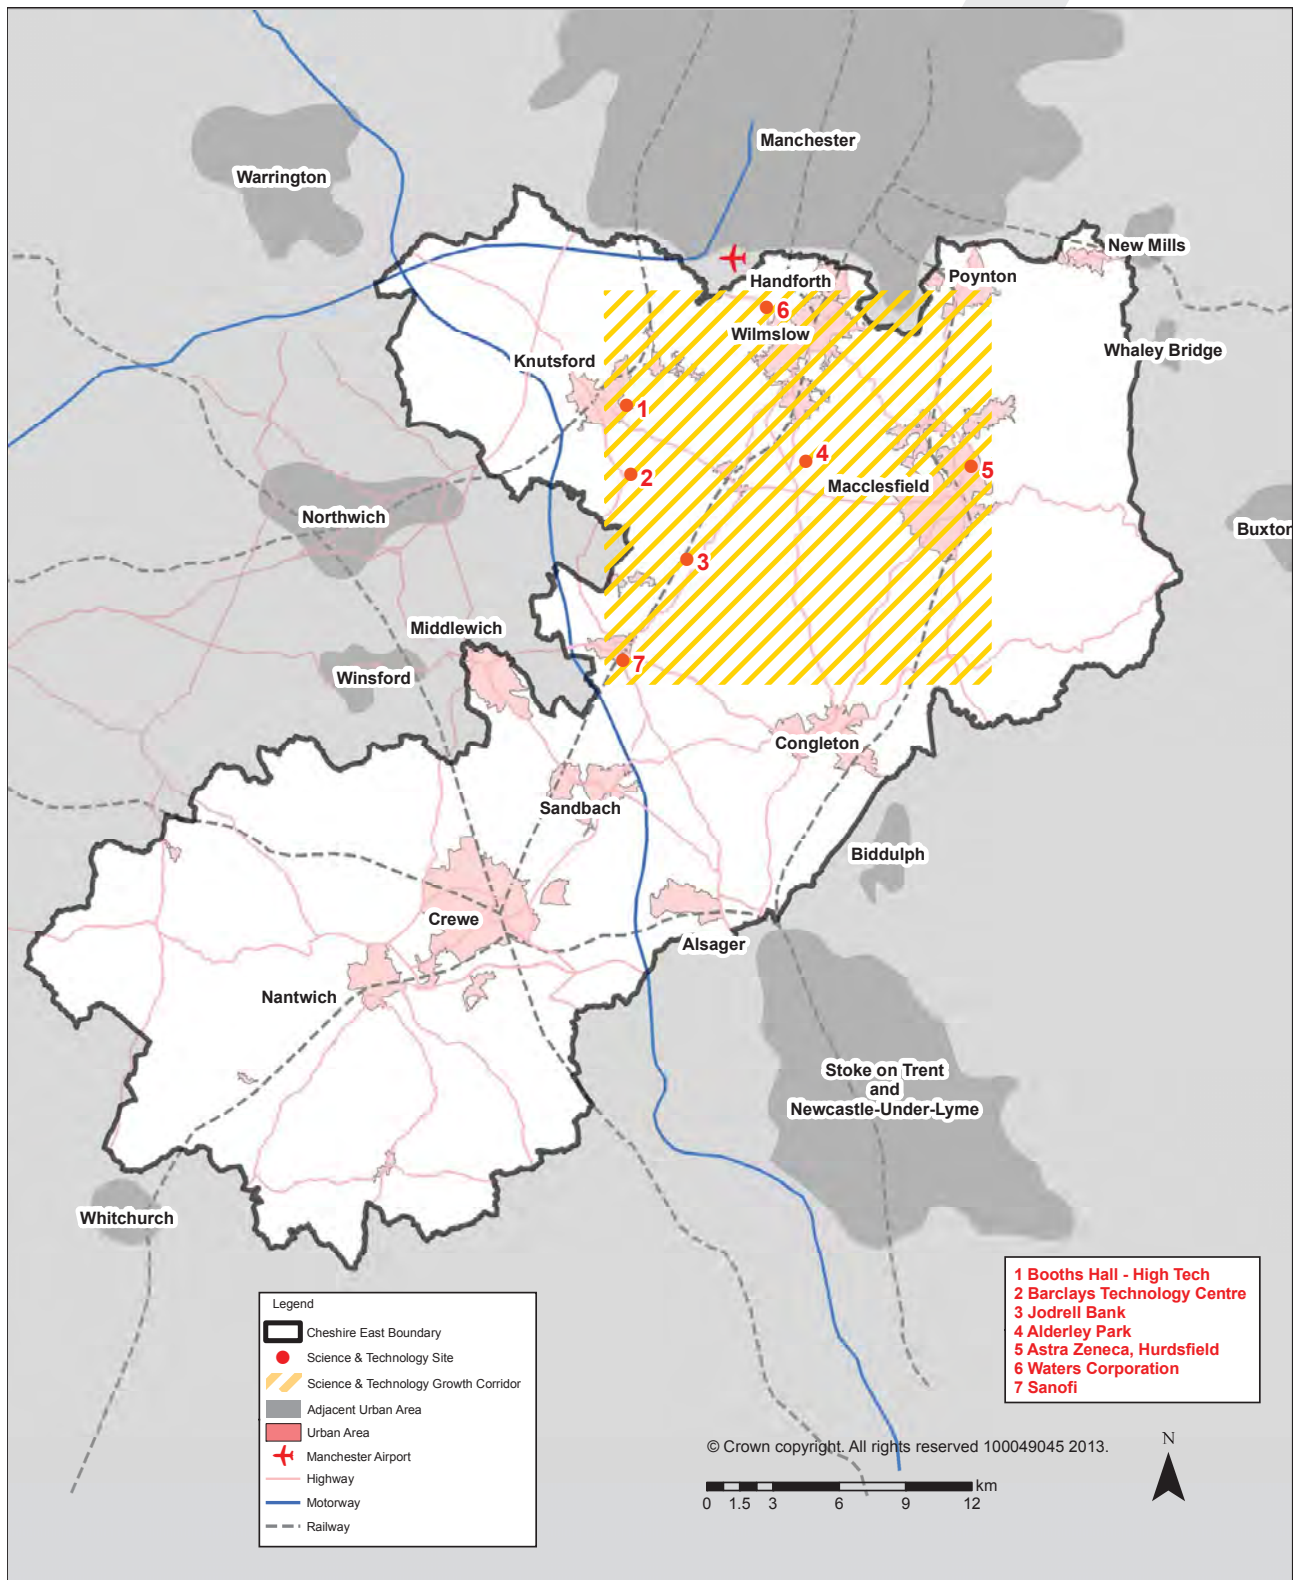 Manchester
Warrington
New Mills
Poynton
Handforth
6
Wilmslow
Whaley Bridge
Knutsford
1
4
5
2
Macclesfield
Northwich
Buxton
3
Middlewich
7
Winsford
Congleton
Sandbach
Biddulph
Crewe
Alsager
Nantwich
Stoke on Trent
and
Newcastle-Under-Lyme
Whitchurch
1 Booths Hall - High Tech
2 Barclays Technology Centre
3 Jodrell Bank
4 Alderley Park
5 Astra Zeneca, Hurdsfield
6 Waters Corporation
7 Sanofi
Legend
Cheshire East Boundary
Science & Technology Site
Science & Technology Growth Corridor
Adjacent Urban Area
Urban Area
Manchester Airport
Highway
Motorway
Railway
© Crown copyright. All rights reserved 100049045 2013.
N
km
0 1.5 3 6 9 12